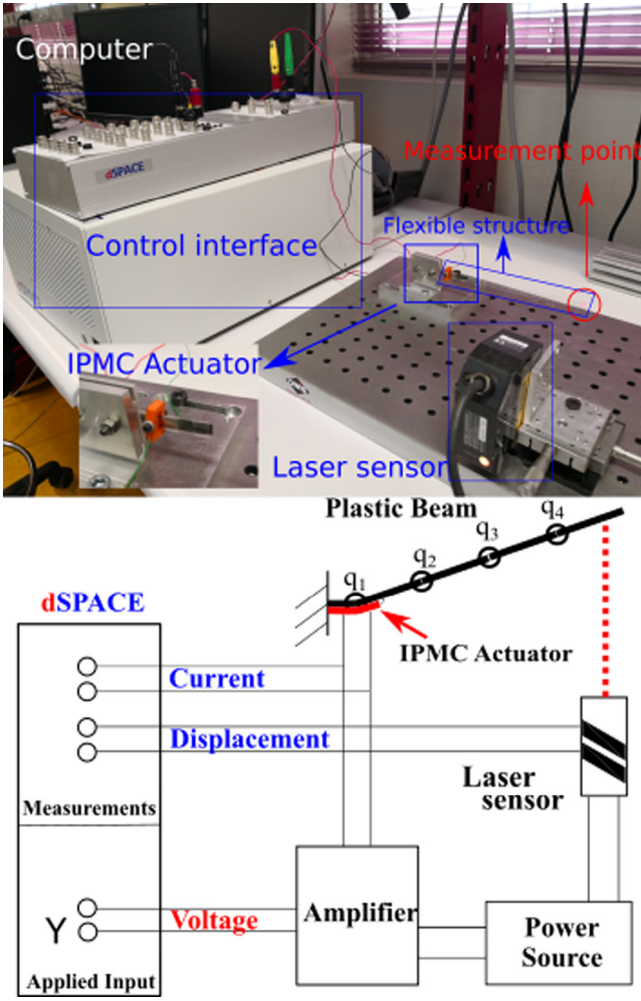 Computer
dSPACE
Measurement point
Control interface
Flexible structure
IPMC Actuator
Laser sensor
Plastic Beam
q1
q2
q3
q4
dSPACE
IPMC Actuator
Current
Displacement
Laser
sensor
Measurements
Voltage
Amplifier
Power
Source
Y
Applied Input